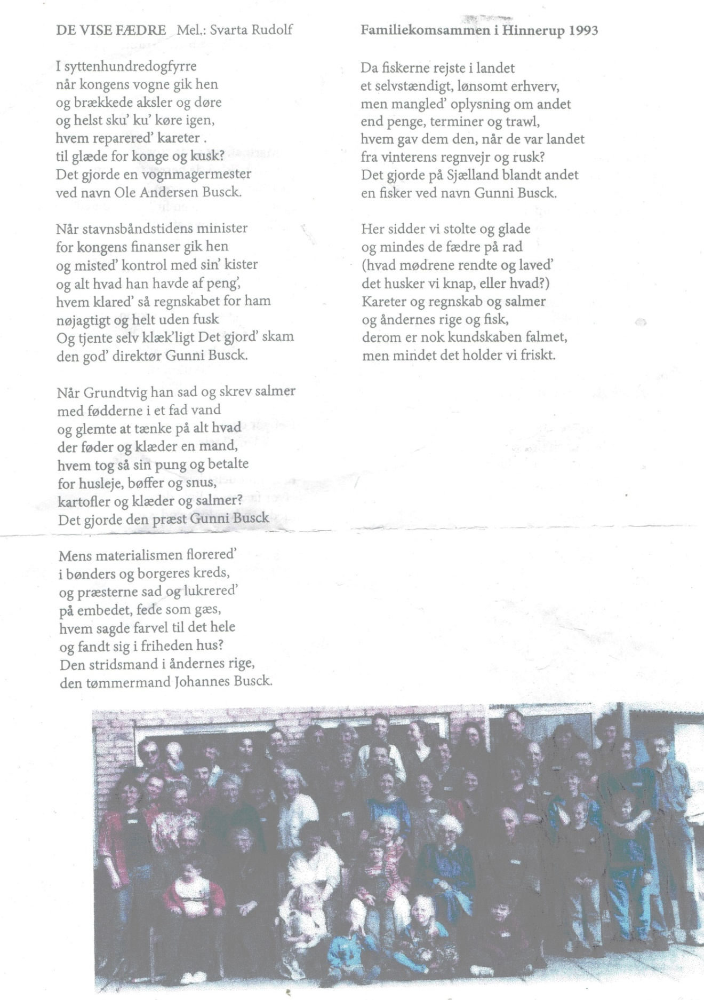 DE VISE FÆDRE Mel.: Svarta Rudolf

I syttenhundredogfyrre
når kongens vogne gik hen
og brækkede aksler og døre
og helst sku’ ku’ køre igen,
hvem reparered’ kareter .
til glæde for konge og kusk?
Det gjorde en vognmagermester
ved navn Ole Andersen Busck.

Når stavnsbåndstidens minister
for kongens finanser gik hen
og misted’ kontrol med sin’ kister
og alt hvad han havde af peng’,
hvem klared’ så regnskabet for ham
nøjagtigt og helt uden fusk
Og tjente selv klæk’ligt Det gjord’ skam
den god’ direktør Gunni Busck.

Når Grundtvig han sad og skrev salmer
med fødderne i et fad vand
og glemte at tænke på alt hvad
der føder og klæder en mand,
hvem tog så sin pung og betalte
for husleje, bøffer og snus,
kartofler og klæder og salmer?
Det gjorde den præst Gunni Busck

Mens materialismen florered’
i bønders og borgeres kreds,
og præsterne sad og lukrered’
på embedet, fede som gæs,
hvem sagde farvel til det hele
og fandt sig i friheden hus?
Den stridsmand i åndernes rige,
den tømmermand Johannes Busck.

Familiekomsammen i Hinnerup 1993

Da fiskerne rejste i landet
et selvstændigt, lønsomt erhverv,
men mangled’ oplysning om andet
end penge, terminer og trawl,
hvem gav dem den, når de var landet
fra vinterens regnvejr og rusk?
Det gjorde på Sjælland blandt andet
en fisker ved navn Gunni Busck.

Her sidder vi stolte og glade
og mindes de fædre på rad
(hvad mødrene rendte og laved’
det husker vi knap, eller hvad?)
Kareter og regnskab og salmer
og åndernes rige og fisk,
derom er nok kundskaben falmet,
men mindet det holder vi friskt.